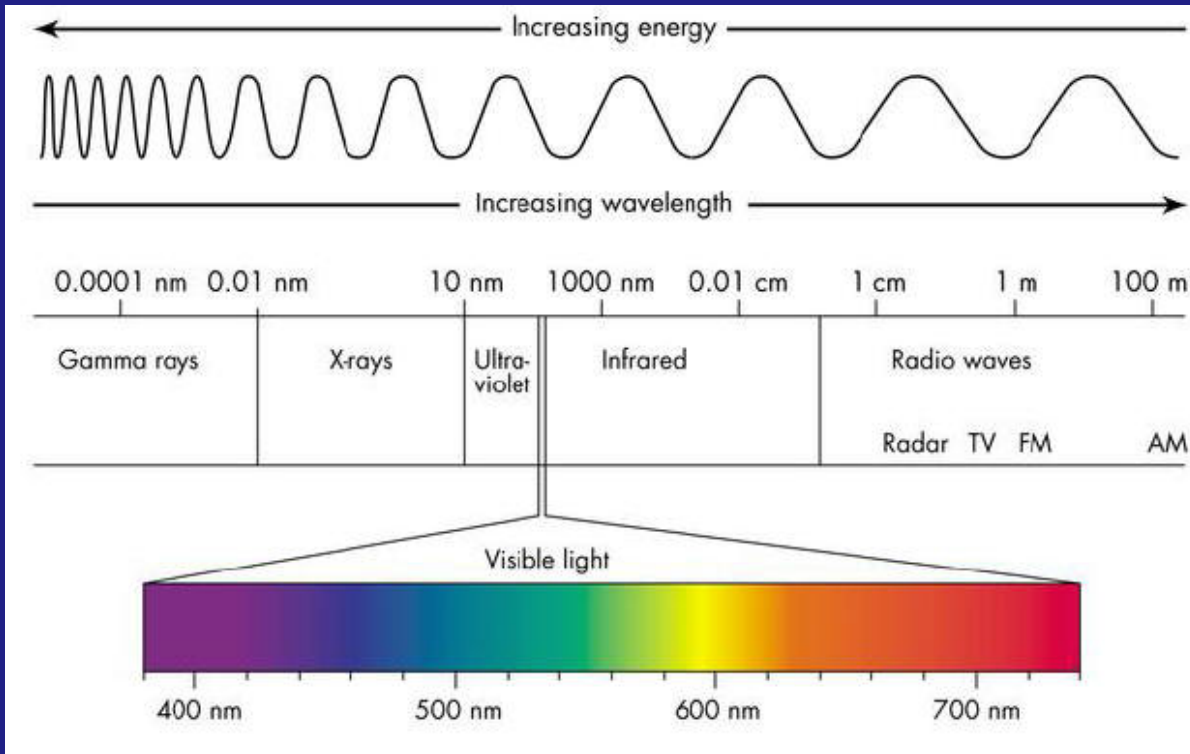 Increasing energy
Increasing wavelength
0.0001 nm 0.01 nm 10 nm 1000 nm 0.01 cm 1 cm 1 m 100 m
Gamma rays X-rays Ultra-
violet Infrared Radio waves
Radar TV FM AM
Visible light
400 nm 500 nm 600 nm 700 nm